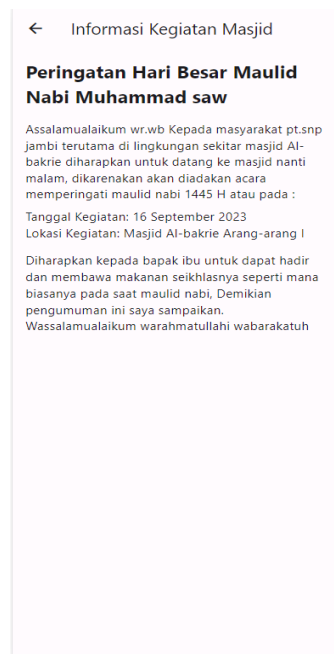 Informasi Kegiatan Masjid
Peringatan Hari Besar Maulid
Nabi Muhammad saw
Assalamualaikum wr.wb Kepada masyarakat pt.snp
jambi terutama di lingkungan sekitar masjid Al-
bakrie diharapkan untuk datang ke masjid nanti
malam, dikarenakan akan diadakan acara
memperingati maulid nabi 1445 H atau pada :
Tanggal Kegiatan: 16 September 2023
Lokasi Kegiatan: Masjid Al-bakrie Arang-arang I
Diharapkan kepada bapak ibu untuk dapat hadir
dan membawa makanan seikhlasnya seperti mana
biasanya pada saat maulid nabi, Demikian
pengumuman ini saya sampaikan.
Wassalamualaikum warahmatullahi wabarakatuh